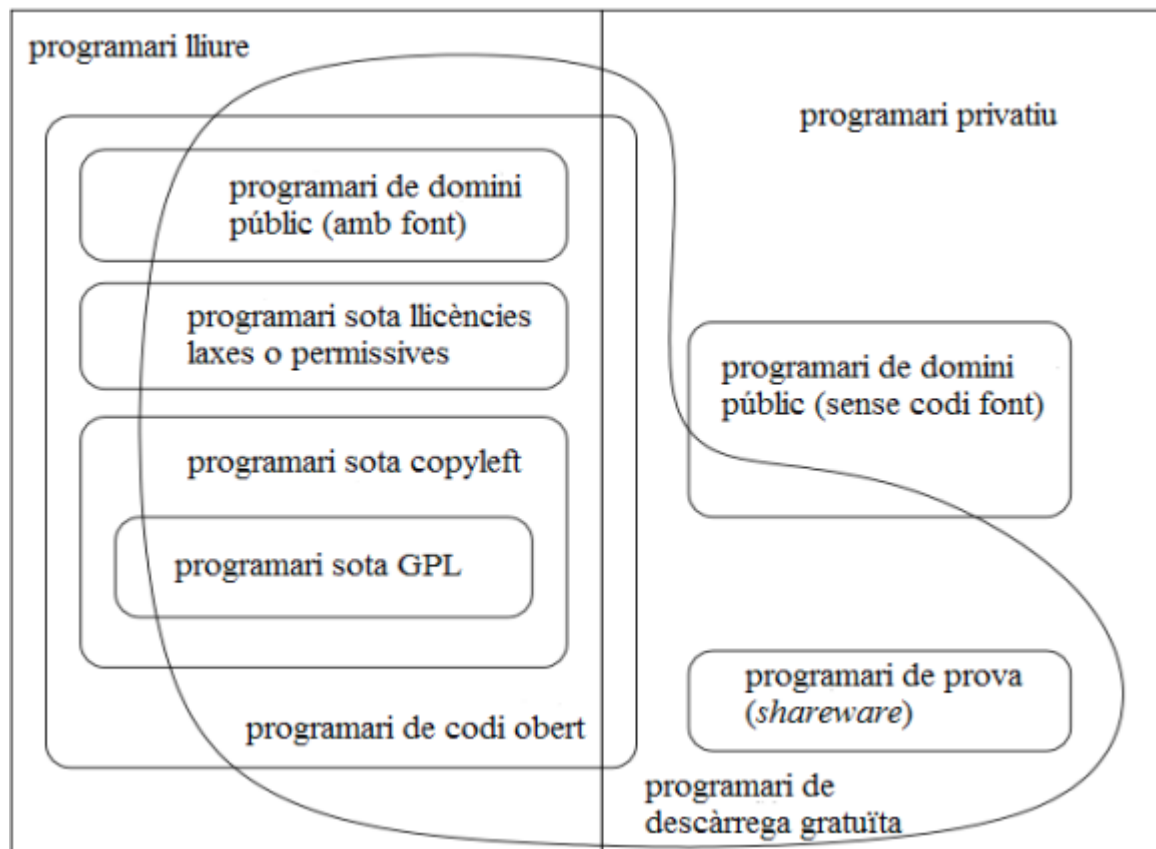 programari lliure
programari privatiu
programari de domini
públic (amb font)
programari sota llicències
laxes o permissives
programari de domini
públic (sense codi font)
programari sota copyleft
programari sota GPL
programari de prova
(shareware)
programari de codi obert
programari de
descàrrega gratuïta